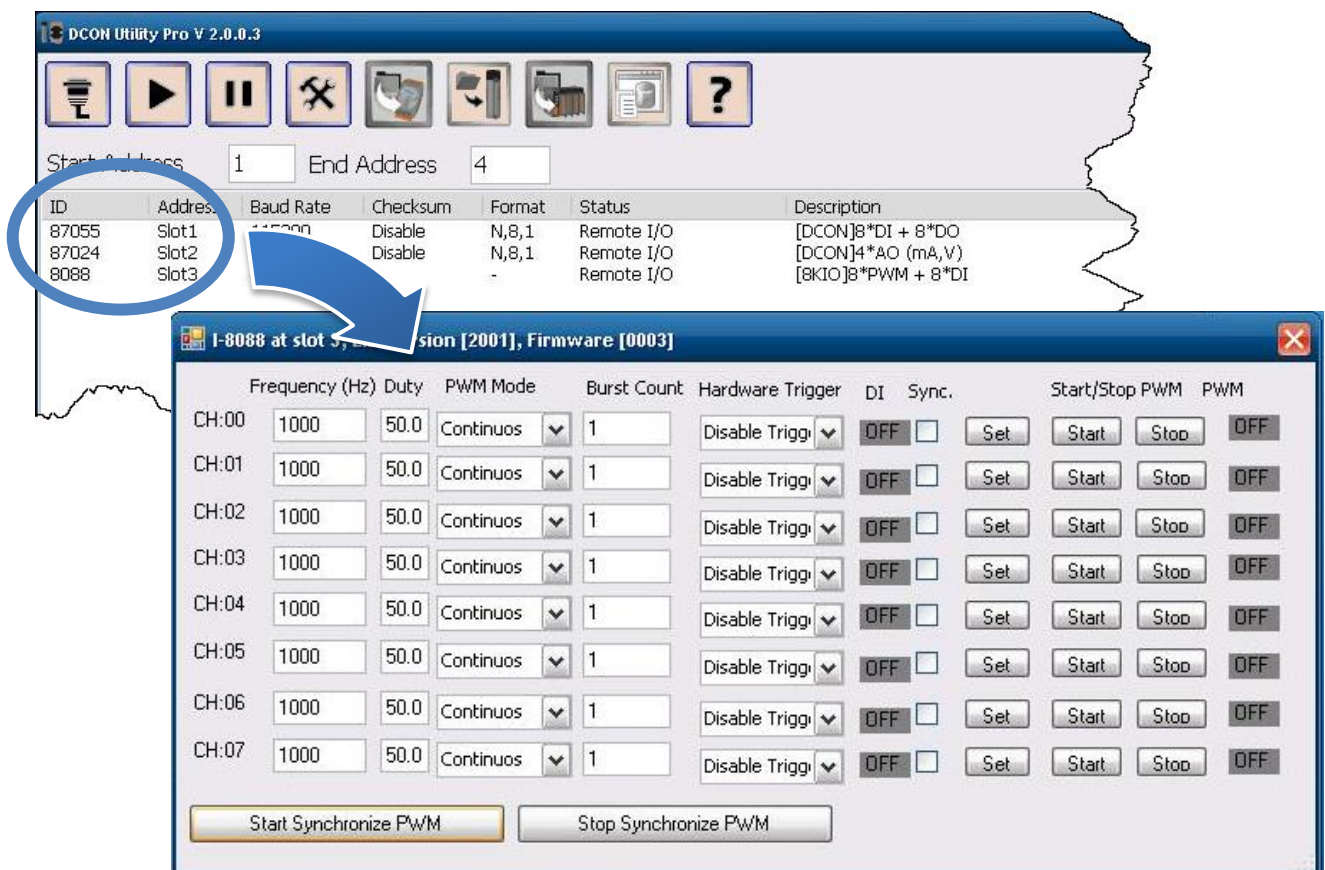 DCON Utility Pro V 2.0.0.3
?
Start Address 1 End Address 4
ID Address Baud Rate Checksum Format Status Description
87055 Slot1 115200 Disable N,8,1 Remote I/O [DCON]8*DI + 8*DO
87024 Slot2 Disable N,8,1 Remote I/O [DCON]4*AO (mA,V)
8088 Slot3 - Remote I/O [8KIO]8*PWM + 8*DI
I-8088 at slot 3, [2001], Firmware [0003]
Frequency (Hz) Duty PWM Mode Burst Count Hardware Trigger DI Sync. Start/Stop PWM PWM
CH:00 1000 50.0 Continuos 1 Disable Trigg OFF Set Start Stop OFF
CH:01 1000 50.0 Continuos 1 Disable Trigg OFF Set Start Stop OFF
CH:02 1000 50.0 Continuos 1 Disable Trigg OFF Set Start Stop OFF
CH:03 1000 50.0 Continuos 1 Disable Trigg OFF Set Start Stop OFF
CH:04 1000 50.0 Continuos 1 Disable Trigg OFF Set Start Stop OFF
CH:05 1000 50.0 Continuos 1 Disable Trigg OFF Set Start Stop OFF
CH:06 1000 50.0 Continuos 1 Disable Trigg OFF Set Start Stop OFF
CH:07 1000 50.0 Continuos 1 Disable Trigg OFF Set Start Stop OFF
Start Synchronize PWM Stop Synchronize PWM